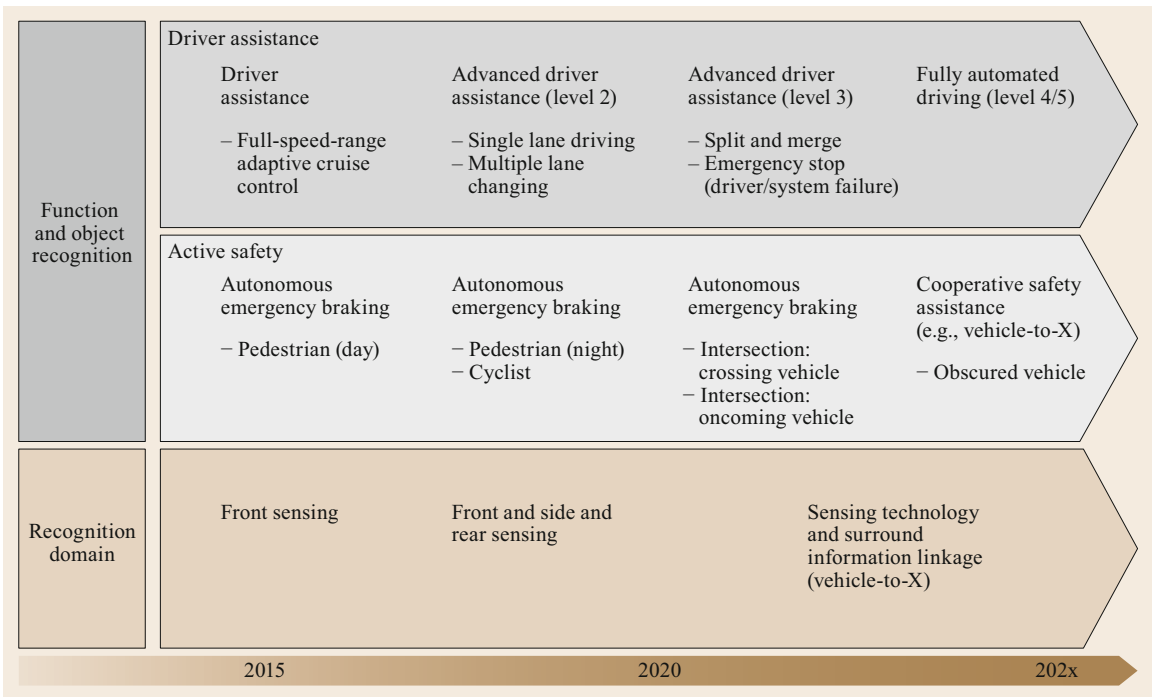 Function
and object
recognition
Driver assistance
Driver
assistance
– Full-speed-range
adaptive cruise
control
Advanced driver
assistance (level 2)
– Single lane driving
– Multiple lane
changing
Advanced driver
assistance (level 3)
– Split and merge
– Emergency stop
(driver/system failure)
Fully automated
driving (level 4/5)
Active safety
Autonomous
emergency braking
– Pedestrian (day)
Autonomous
emergency braking
– Pedestrian (night)
– Cyclist
Autonomous
emergency braking
– Intersection:
crossing vehicle
– Intersection:
oncoming vehicle
Cooperative safety
assistance
(e.g., vehicle-to-X)
– Obscured vehicle
Recognition
domain
Front sensing
Front and side and
rear sensing
Sensing technology
and surround
information linkage
(vehicle-to-X)
2015
2020
202x